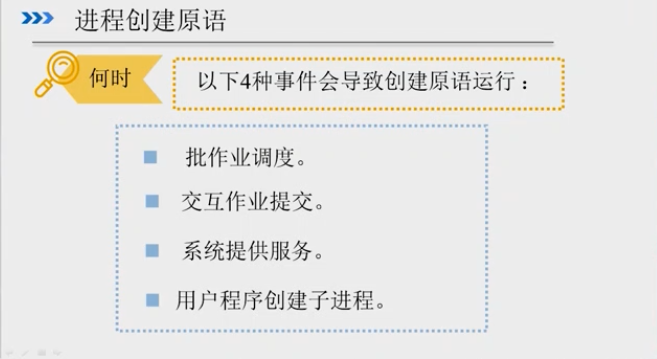 进程创建原语
何时
以下4种事件会导致创建原语运行：
批作业调度。
交互作业提交。
系统提供服务。
用户程序创建子进程。